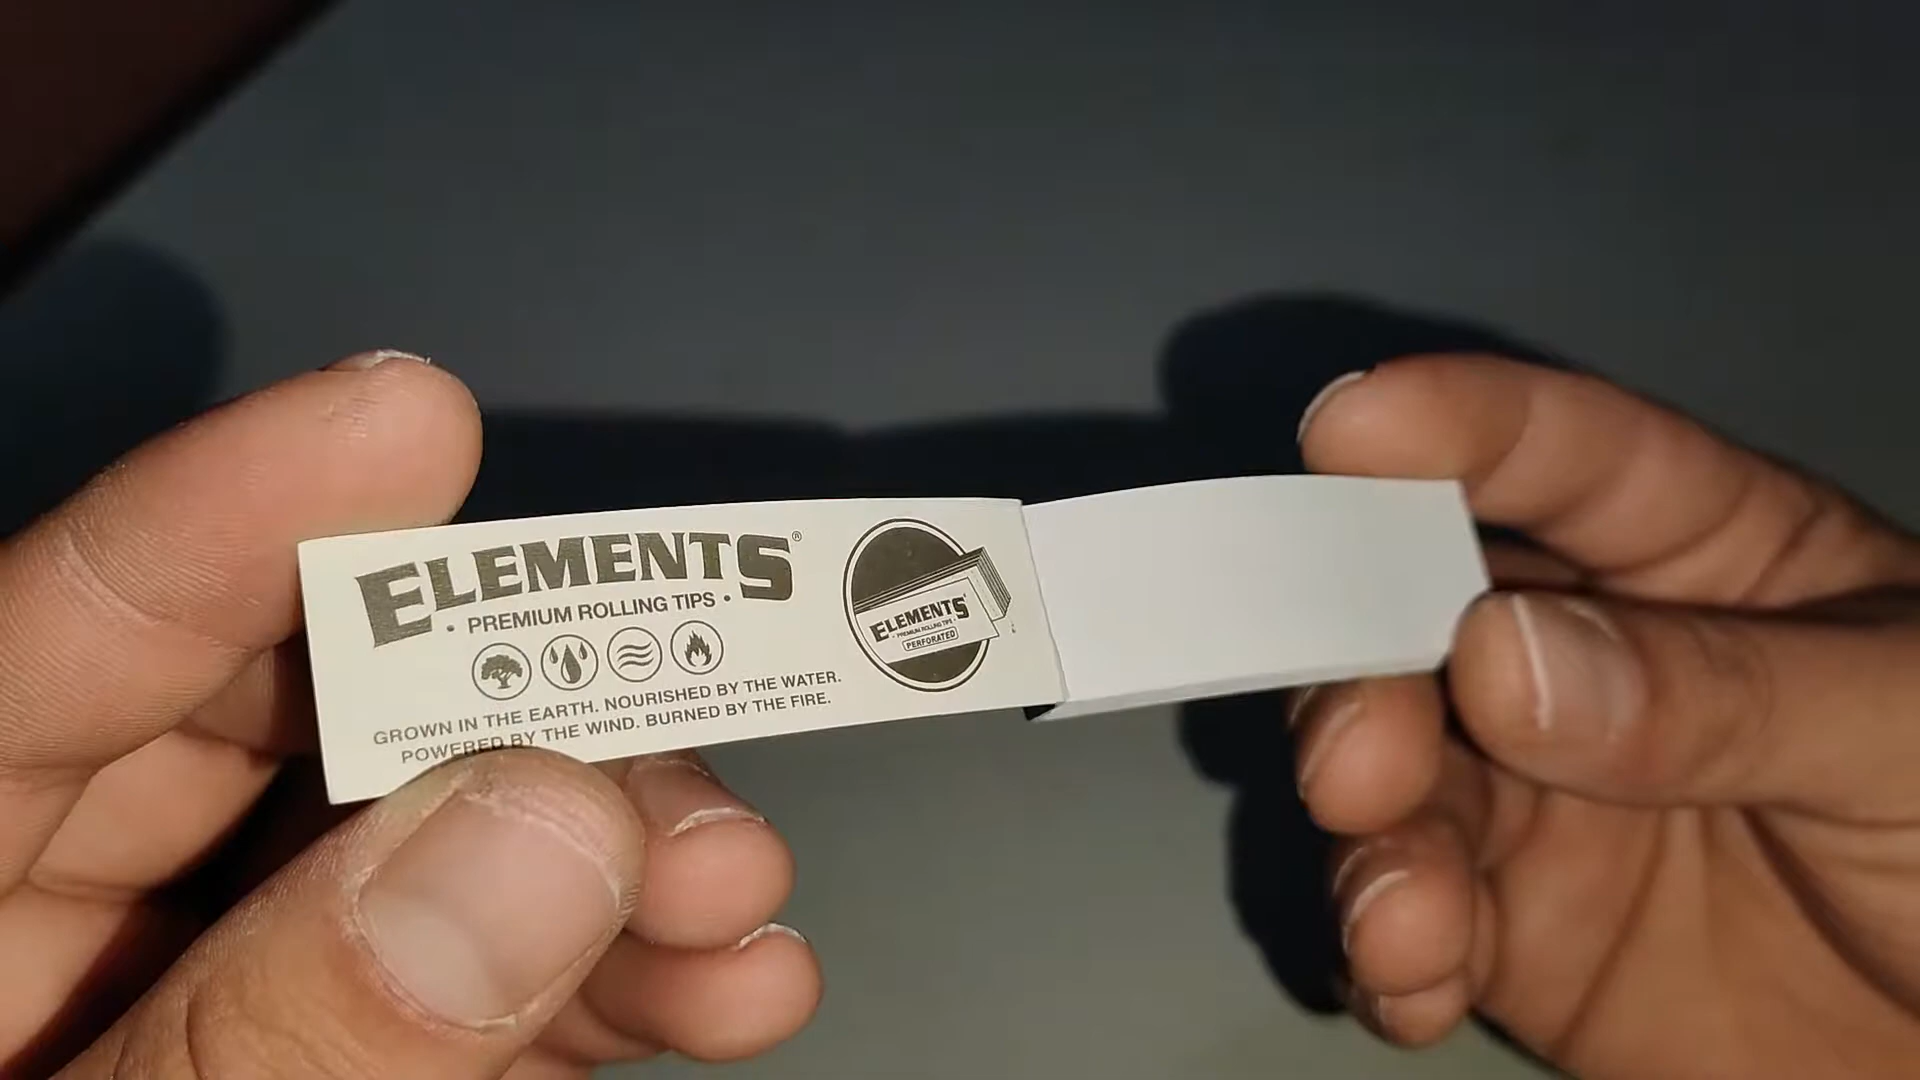 ELEMENTS®
• PREMIUM ROLLING TIPS •
GROWN IN THE EARTH. NOURISHED BY THE WATER.
POWERED BY THE WIND. BURNED BY THE FIRE.
ELEMENTS
• PREMIUM ROLLING TIPS •
PERFORATED